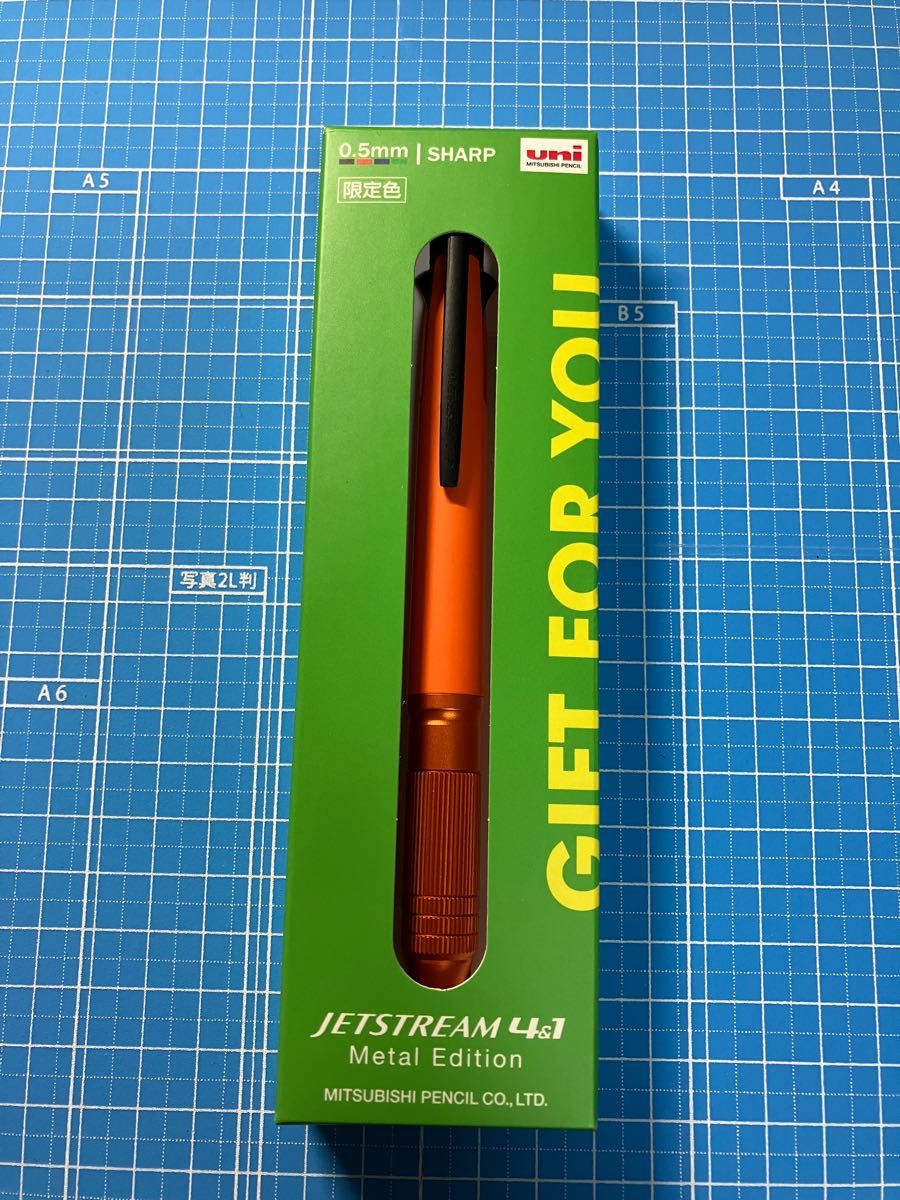 0.5mm | SHARP
uni
MITSUBISHI PENCIL
限定色
A5
A4
B5
写真2L判
A6
GIFT FOR YOU
JETSTREAM 4&1
Metal Edition
MITSUBISHI PENCIL CO., LTD.